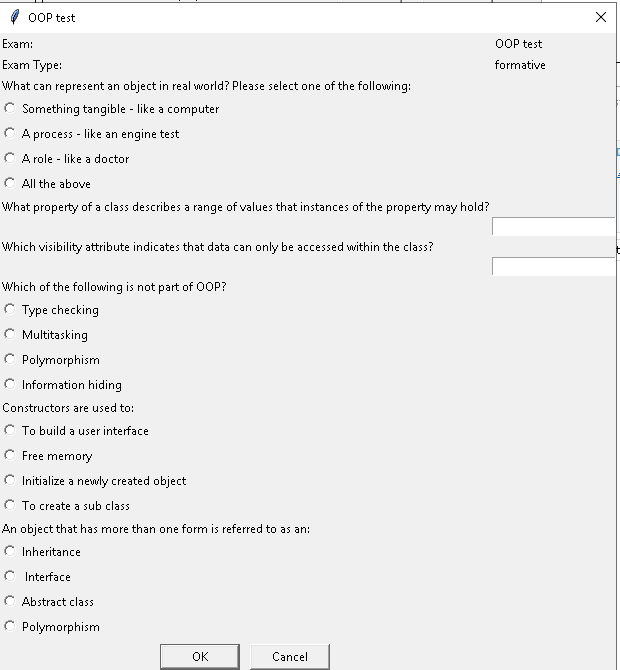 OOP test
Exam: OOP test
Exam Type: formative
What can represent an object in real world? Please select one of the following:
Something tangible - like a computer
A process - like an engine test
A role - like a doctor
All the above
What property of a class describes a range of values that instances of the property may hold?
Which visibility attribute indicates that data can only be accessed within the class?
Which of the following is not part of OOP?
Type checking
Multitasking
Polymorphism
Information hiding
Constructors are used to:
To build a user interface
Free memory
Initialize a newly created object
To create a sub class
An object that has more than one form is referred to as an:
Inheritance
Interface
Abstract class
Polymorphism
OK Cancel